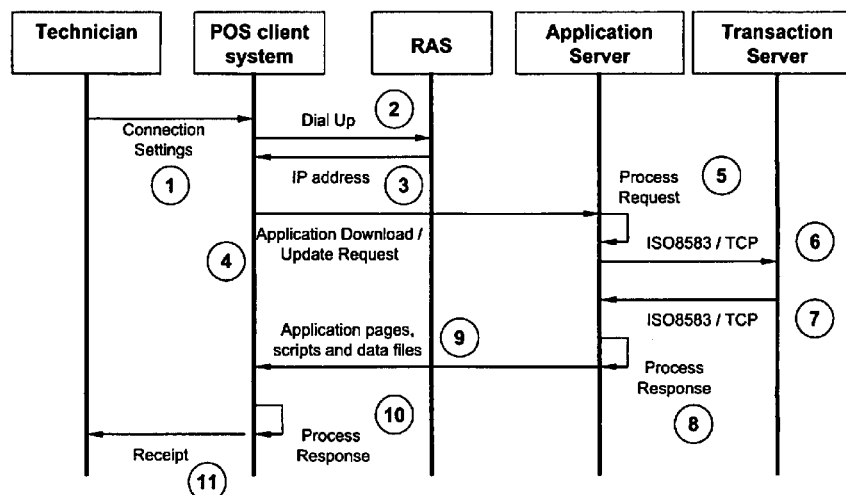 Technician
POS client
system
RAS
Application
Server
Transaction
Server
Connection
Settings
1
Dial Up
2
IP address
3
Application Download /
Update Request
4
Process
Request
5
ISO8583 / TCP
6
ISO8583 / TCP
7
Process
Response
8
Application pages,
scripts and data files
9
Process
Response
10
Receipt
11